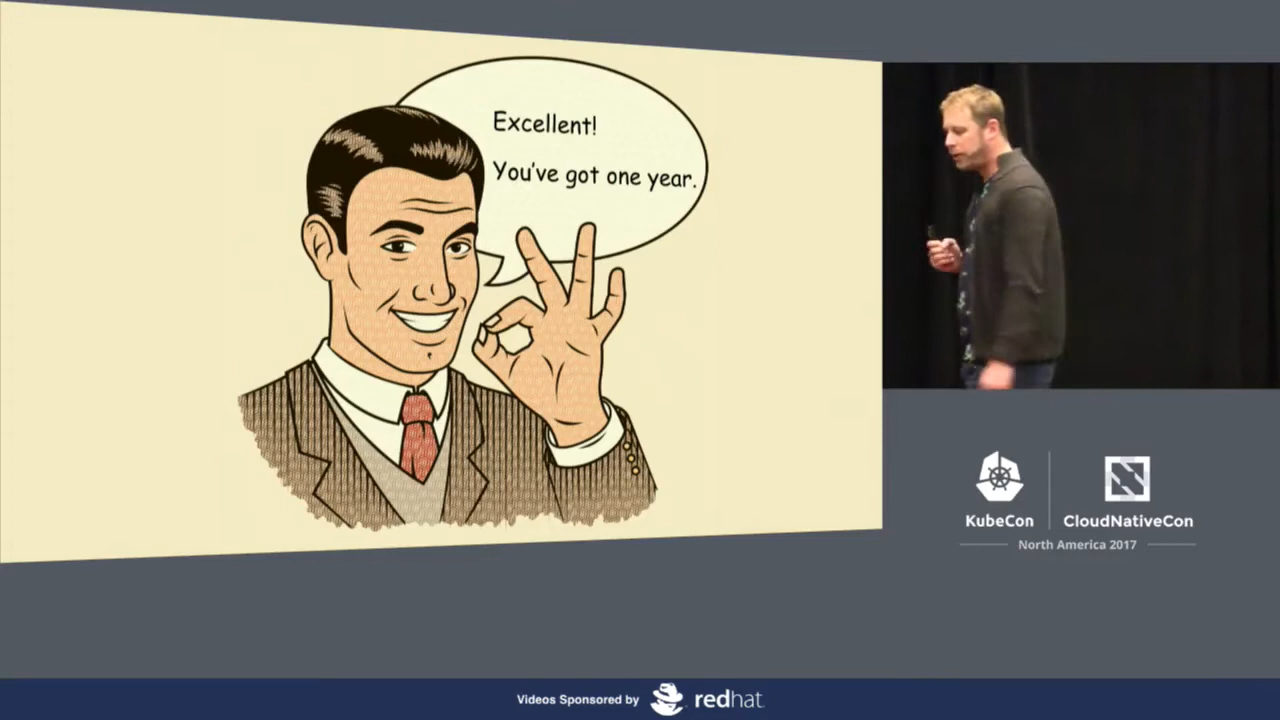 Excellent!
You've got one year.
KubeCon
CloudNativeCon
North America 2017
Videos Sponsored by
redhat